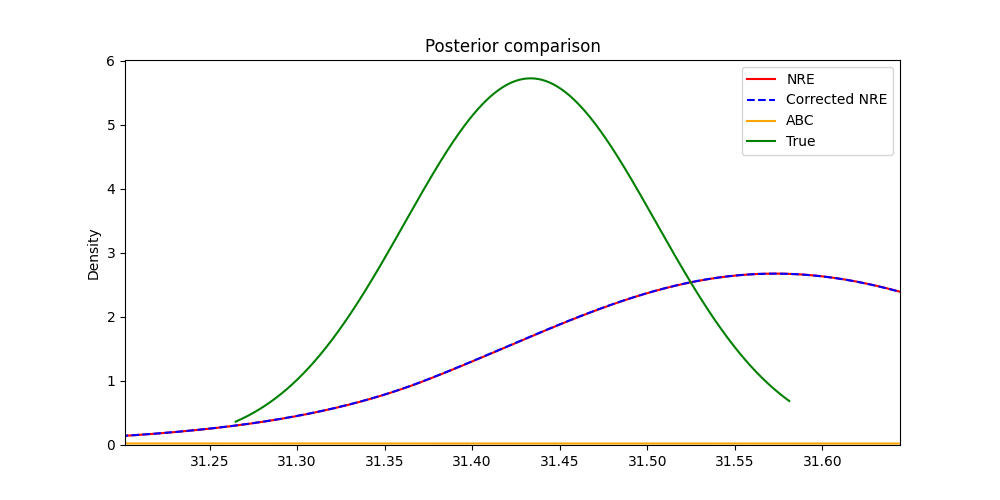 Posterior comparison
NRE
Corrected NRE
ABC
True
Density
6
5
4
3
2
1
0
31.25 31.30 31.35 31.40 31.45 31.50 31.55 31.60